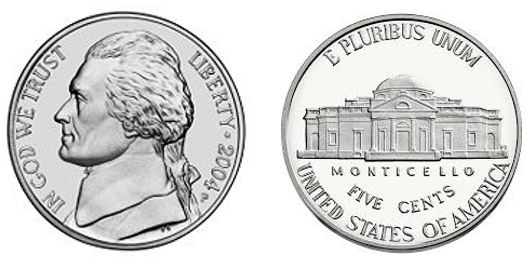 IN GOD WE TRUST
LIBERTY • 2004
E PLURIBUS UNUM
MONTICELLO
FIVE CENTS
UNITED STATES OF AMERICA